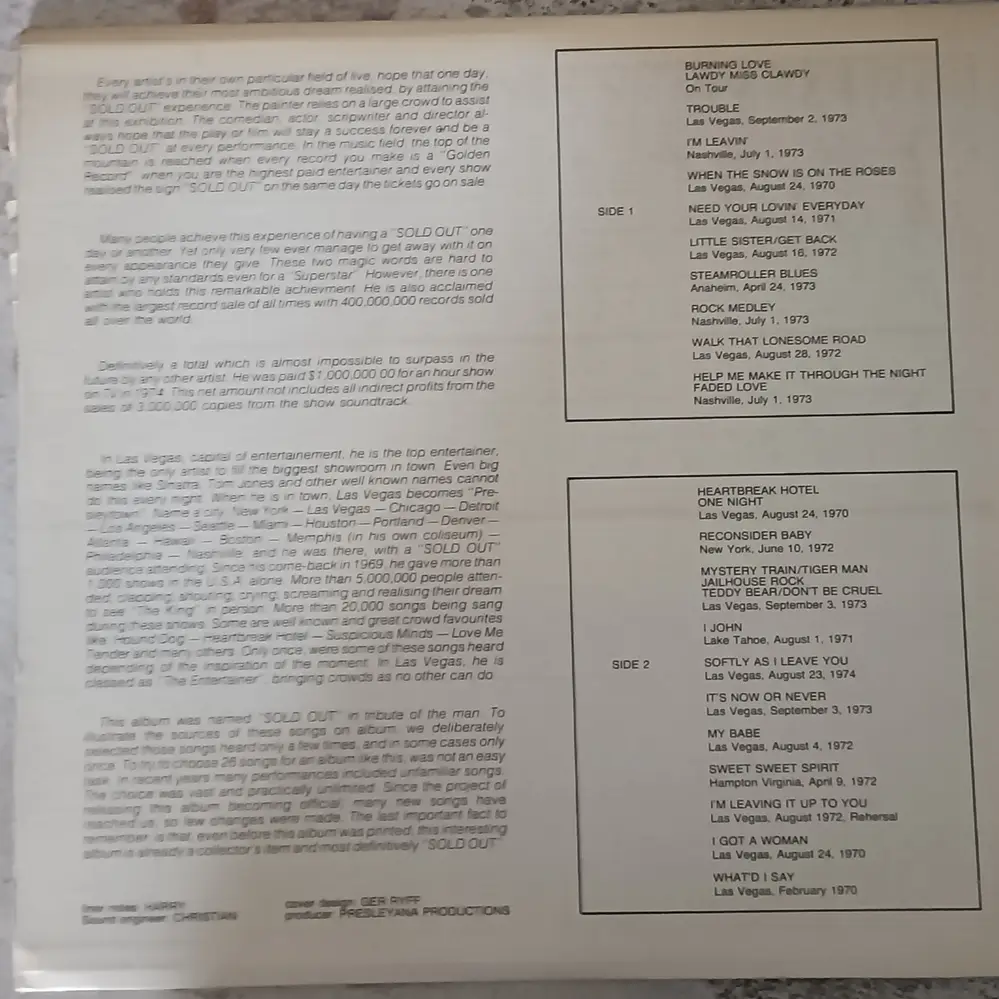 Every artist's in their own particular field of live, hope that one day,
they will achieve their most ambitious dream realised, by attaining the
"SOLD OUT" experience. The painter relies on a large crowd to assist
at this exhibition. The comedian, actor, scripwriter and director al-
ways hope that the play or film will stay a success forever and be a
"SOLD OUT" at every performance. In the music field, the top of the
mountain is reached when every record you make is a "Golden
Record" when you are the highest paid entertainer and every show
realised the sign "SOLD OUT" on the same day the tickets go on sale.
Many people achieve this experience of having a "SOLD OUT" one
day or another. Yet only very few ever manage to get away with it on
every appearance they give. These two magic words are hard to
attain by any standards even for a "Superstar". However, there is one
artist who holds this remarkable achievment. He is also acclaimed
with the largest record sale of all times with 400,000,000 records sold
all over the world.
Definitively a total which is almost impossible to surpass in the
future by any other artist. He was paid $1,000,000.00 for an hour show
on TV in 1974. This net amount not includes all indirect profits from the
sales of 3,000,000 copies from the show soundtrack.
In Las Vegas, capital of entertainement, he is the top entertainer,
being the only artist to fill the biggest showroom in town. Even big
names like Sinatra, Tom Jones and other well known names cannot
do this every night. When he is in town, Las Vegas becomes "Pre-
sleytown". Name a city, New York — Las Vegas — Chicago — Detroit
— Los Angeles — Seattle — Miami — Houston — Portland — Denver —
Atlanta — Hawaii — Boston — Memphis (in his own coliseum) —
Philadelphia — Nashville, and he was there, with a "SOLD OUT"
audience attending. Since his come-back in 1969, he gave more than
1,000 shows in the U.S.A. alone. More than 5,000,000 people atten-
ded, clapping, shouting, crying, screaming and realising their dream
to see "The King" in person. More than 20,000 songs being sang
during these shows. Some are well known and great crowd favourites
like, Hound Dog — Heartbreak Hotel — Suspicious Minds — Love Me
Tender and many others. Only once, were some of these songs heard
depending of the inspiration of the moment. In Las Vegas, he is
classed as "The Entertainer", bringing crowds as no other can do.
This album was named "SOLD OUT" in tribute of the man. To
illustrate the sources of these songs on album, we deliberately
selected those songs heard only a few times, and in some cases only
once. To try to choose 26 songs for an album like this, was not an easy
task. In recent years many performances included unfamiliar songs.
The choice was vast and practically unlimited. Since the project of
releasing this album becoming official, many new songs have
reached us, so few changes were made. The last important fact to
remember, is that, even before this album was printed, this interesting
album is already a collector's item and most definitively "SOLD OUT".
liner notes: HARRY
Sound engineer: CHRISTIAN
cover design: GER RYFF
producer: PRESLEYANA PRODUCTIONS
SIDE 1
BURNING LOVE
LAWDY MISS CLAWDY
On Tour
TROUBLE
Las Vegas, September 2, 1973
I'M LEAVIN'
Nashville, July 1, 1973
WHEN THE SNOW IS ON THE ROSES
Las Vegas, August 24, 1970
NEED YOUR LOVIN' EVERYDAY
Las Vegas, August 14, 1971
LITTLE SISTER/GET BACK
Las Vegas, August 16, 1972
STEAMROLLER BLUES
Anaheim, April 24, 1973
ROCK MEDLEY
Nashville, July 1, 1973
WALK THAT LONESOME ROAD
Las Vegas, August 28, 1972
HELP ME MAKE IT THROUGH THE NIGHT
FADED LOVE
Nashville, July 1, 1973
SIDE 2
HEARTBREAK HOTEL
ONE NIGHT
Las Vegas, August 24, 1970
RECONSIDER BABY
New York, June 10, 1972
MYSTERY TRAIN/TIGER MAN
JAILHOUSE ROCK
TEDDY BEAR/DON'T BE CRUEL
Las Vegas, September 3, 1973
I JOHN
Lake Tahoe, August 1, 1971
SOFTLY AS I LEAVE YOU
Las Vegas, August 23, 1974
IT'S NOW OR NEVER
Las Vegas, September 3, 1973
MY BABE
Las Vegas, August 4, 1972
SWEET SWEET SPIRIT
Hampton Virginia, April 9, 1972
I'M LEAVING IT UP TO YOU
Las Vegas, August 1972, Rehersal
I GOT A WOMAN
Las Vegas, August 24, 1970
WHAT'D I SAY
Las Vegas, February 1970